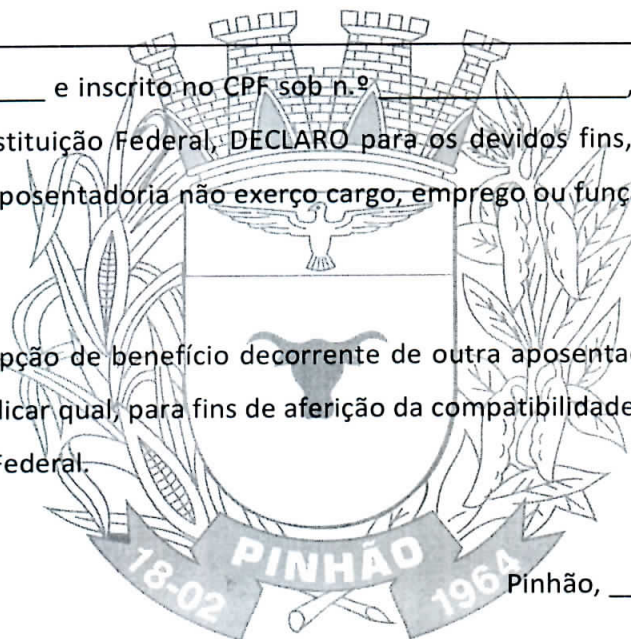 _____ e inscrito no CPF sob n.º _______________,
stituição Federal, DECLARO para os devidos fins,
posentadoria não exerço cargo, emprego ou funç
pção de benefício decorrente de outra aposenta
licar qual, para fins de aferição da compatibilidade
Federal.
18-02 PINHÃO 1964
Pinhão, __